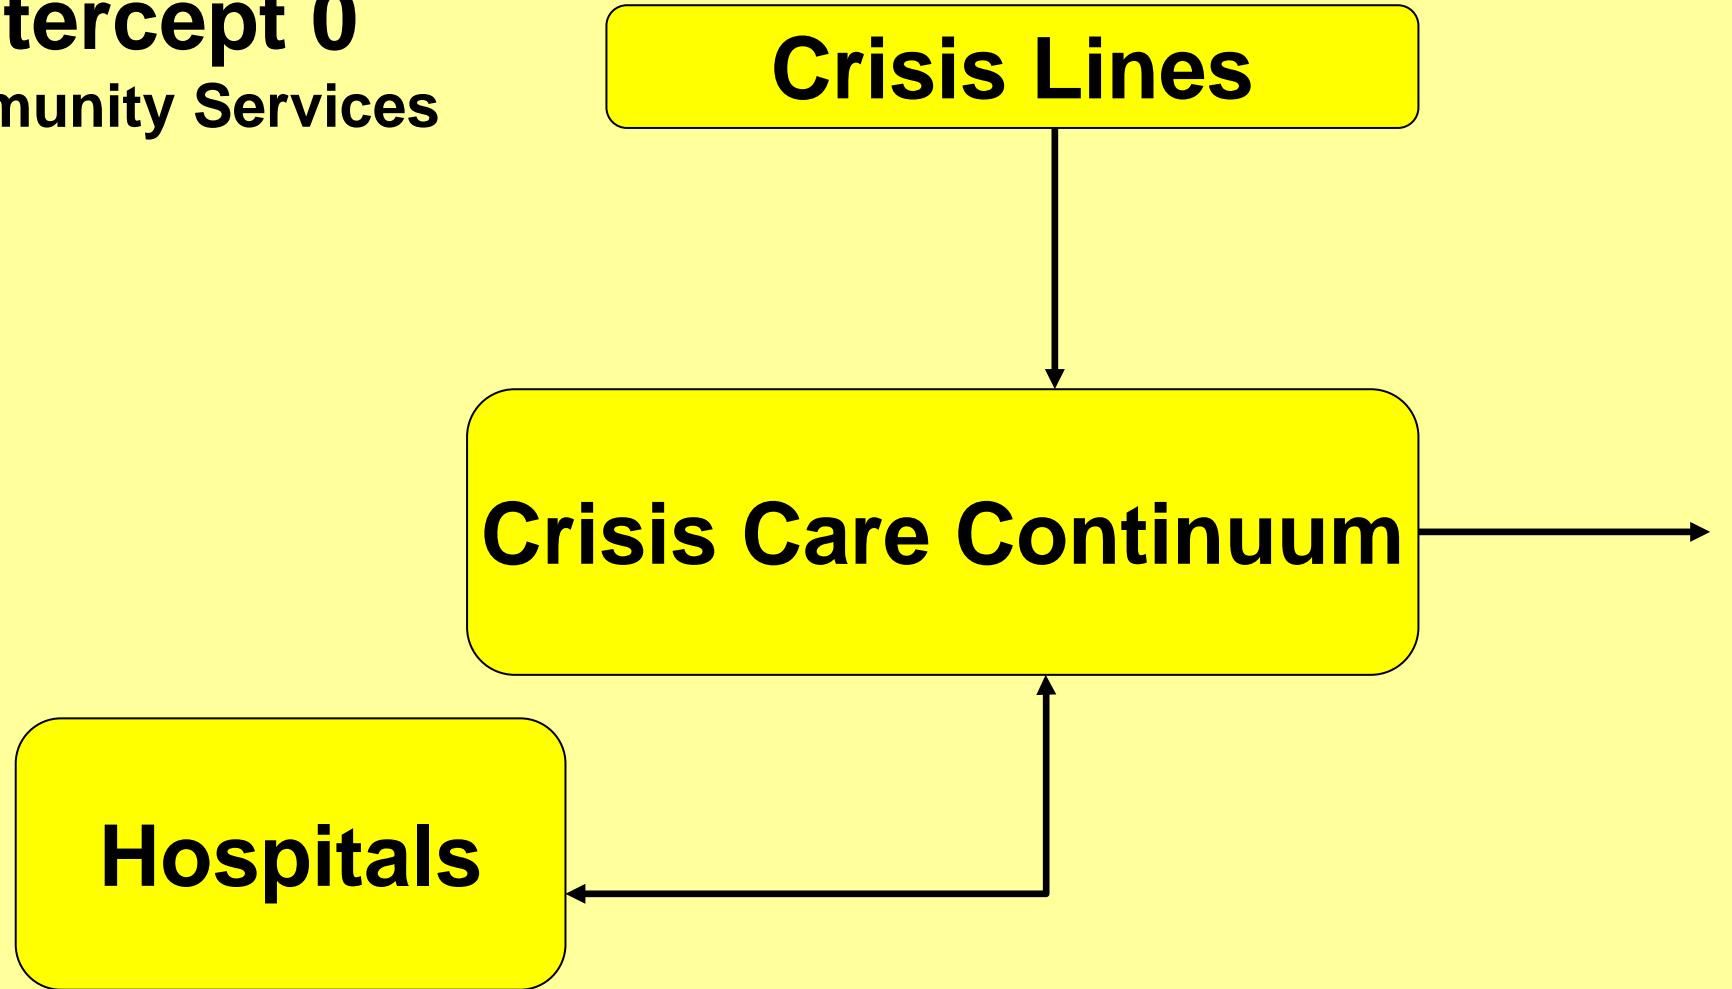 tercept 0
munity Services
Crisis Lines
Crisis Care Continuum
Hospitals